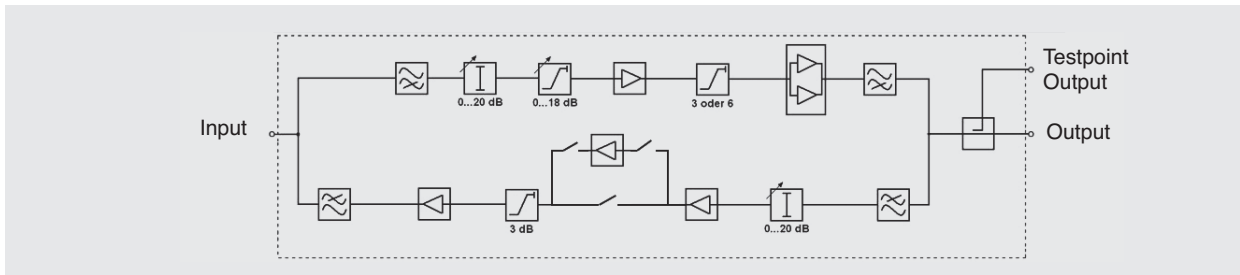 Testpoint
Output
0...20 dB
0...18 dB
3 oder 6
Input
Output
3 dB
0...20 dB